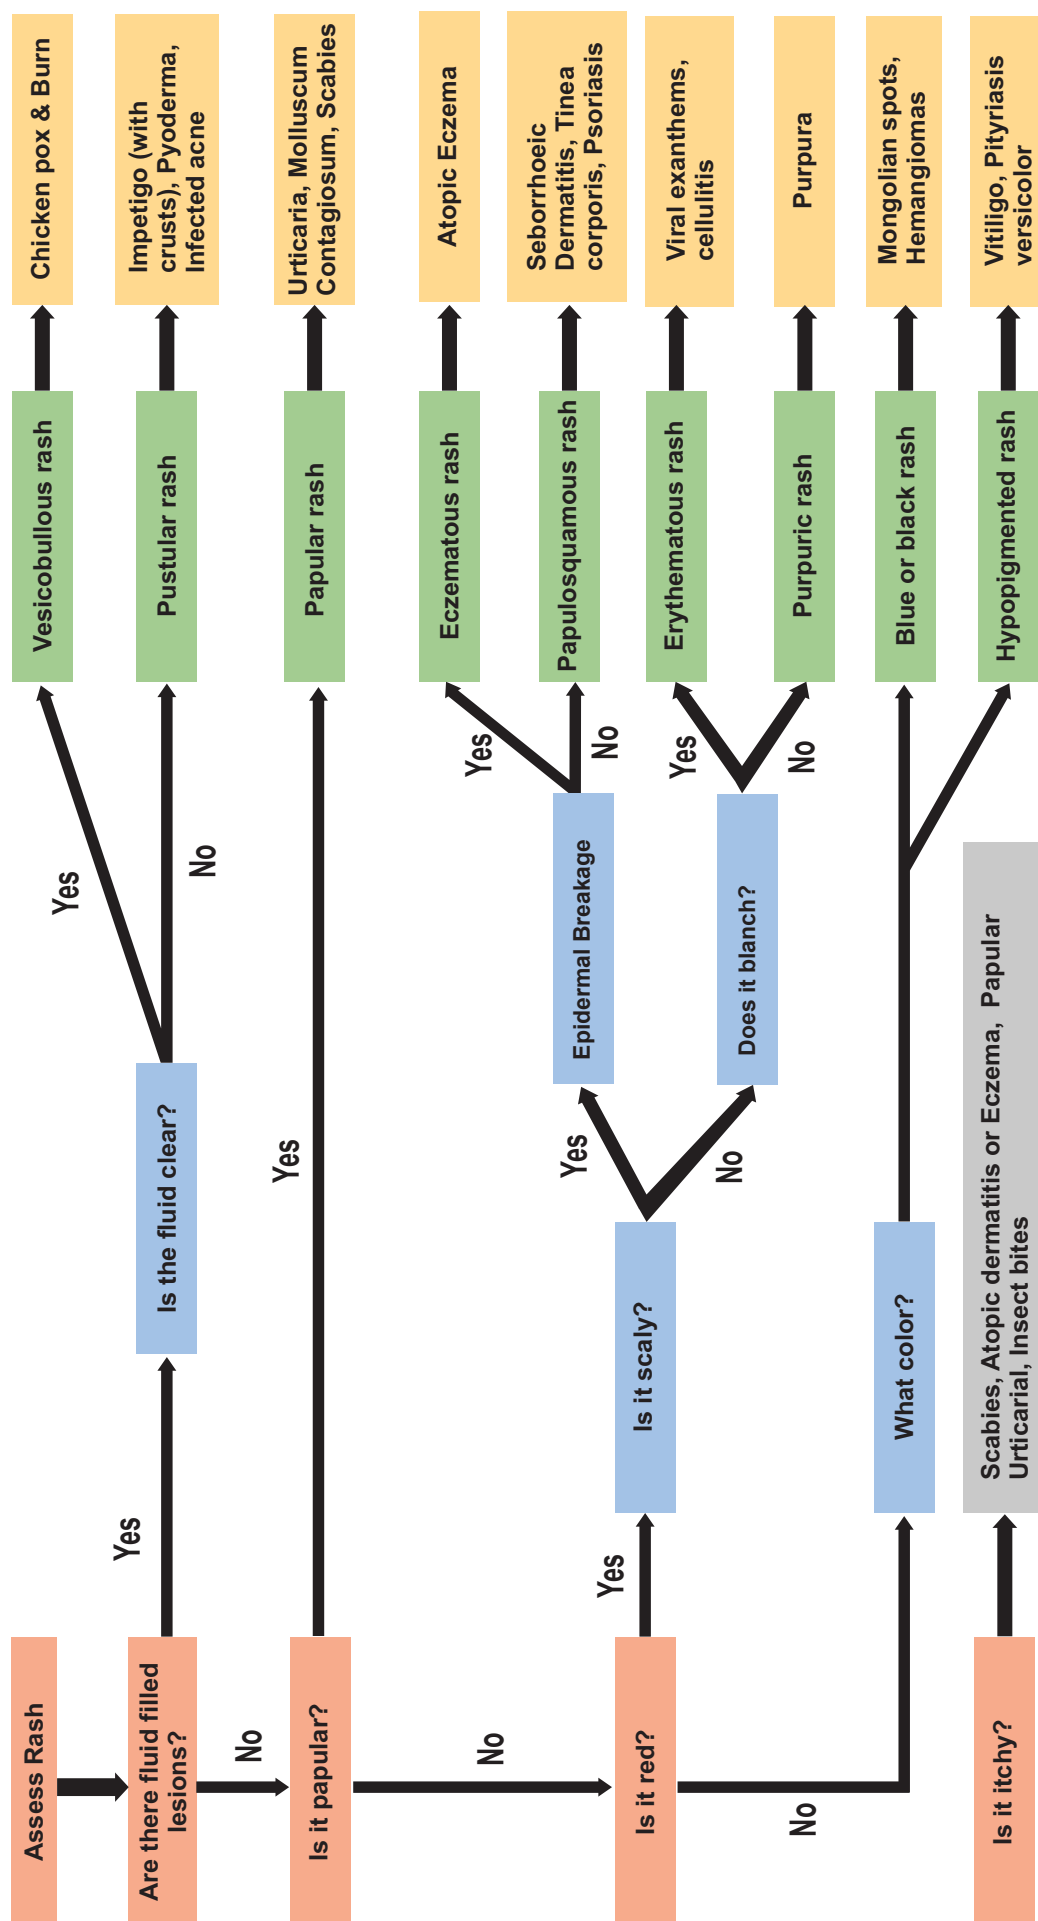 Assess Rash
Are there fluid filled
lesions?
Yes
Is the fluid clear?
Yes
Vesicobullous rash
Chicken pox & Burn
No
Pustular rash
Impetigo (with
crusts), Pyoderma,
Infected acne
No
Is it papular?
Yes
Papular rash
Urticaria, Molluscum
Contagiosum, Scabies
No
Is it red?
Yes
Is it scaly?
Yes
Epidermal Breakage
Yes
Eczematous rash
Atopic Eczema
No
Papulosquamous rash
Seborrhoeic
Dermatitis, Tinea
corporis, Psoriasis
No
Does it blanch?
Yes
Erythematous rash
Viral exanthems,
cellulitis
No
Purpuric rash
Purpura
No
What color?
Blue or black rash
Mongolian spots,
Hemangiomas
Hypopigmented rash
Vitiligo, Pityriasis
versicolor
Is it itchy?
Scabies, Atopic dermatitis or Eczema, Papular
Urticarial, Insect bites